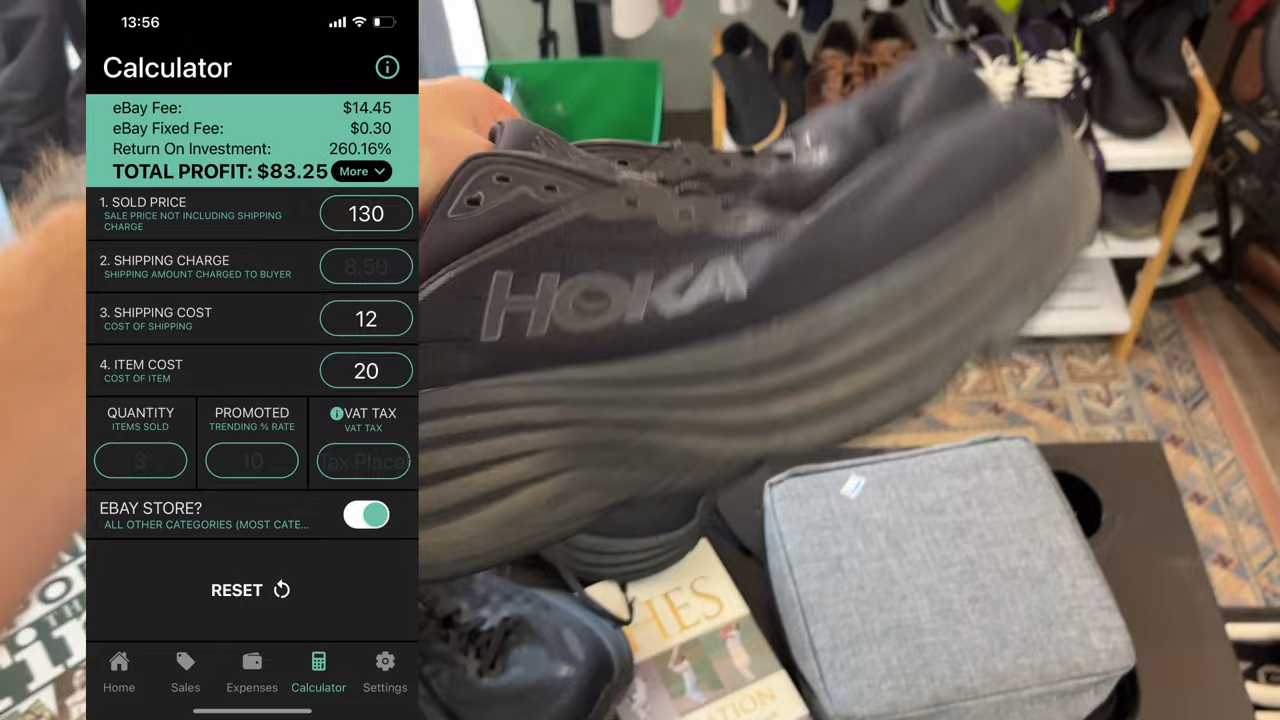 13:56
Calculator
eBay Fee: $14.45
eBay Fixed Fee: $0.30
Return On Investment: 260.16%
TOTAL PROFIT: $83.25 More
1. SOLD PRICE
SALE PRICE NOT INCLUDING SHIPPING
CHARGE
130
2. SHIPPING CHARGE
SHIPPING AMOUNT CHARGED TO BUYER
8.50
3. SHIPPING COST
COST OF SHIPPING
12
4. ITEM COST
COST OF ITEM
20
QUANTITY
ITEMS SOLD
3
PROMOTED
TRENDING % RATE
10
VAT TAX
VAT TAX
Tax Place
EBAY STORE?
ALL OTHER CATEGORIES (MOST CATE...
RESET
Home Sales Expenses Calculator Settings
HOKA
HES
ATION